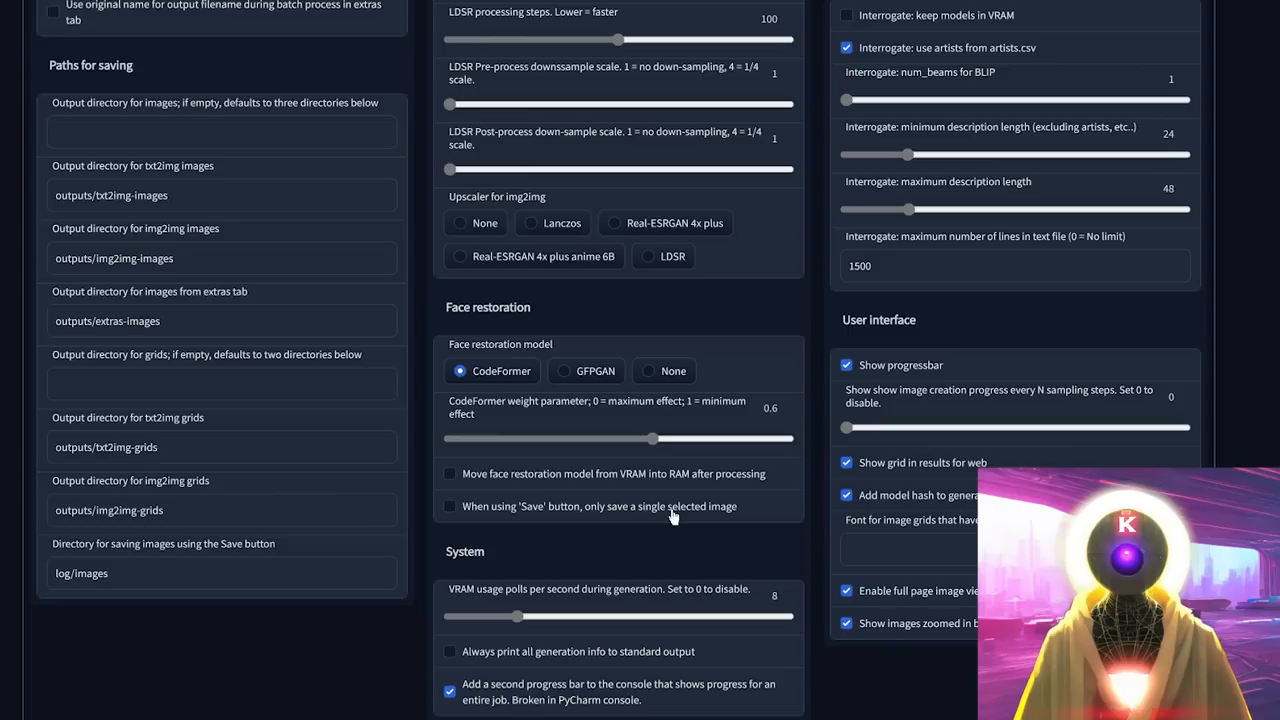 Use original name for output filename during batch process in extras
tab
Paths for saving
Output directory for images; if empty, defaults to three directories below
Output directory for txt2img images
outputs/txt2img-images
Output directory for img2img images
outputs/img2img-images
Output directory for images from extras tab
outputs/extras-images
Output directory for grids; if empty, defaults to two directories below
Output directory for txt2img grids
outputs/txt2img-grids
Output directory for img2img grids
outputs/img2img-grids
Directory for saving images using the Save button
log/images
LDSR processing steps. Lower = faster
100
LDSR Pre-process downssample scale. 1 = no down-sampling, 4 = 1/4
scale.
1
LDSR Post-process down-sample scale. 1 = no down-sampling, 4 = 1/4
scale.
1
Upscaler for img2img
None Lanczos Real-ESRGAN 4x plus
Real-ESRGAN 4x plus anime 6B LDSR
Face restoration
Face restoration model
CodeFormer GFPGAN None
CodeFormer weight parameter; 0 = maximum effect; 1 = minimum
effect
0.6
Move face restoration model from VRAM into RAM after processing
When using 'Save' button, only save a single selected image
System
VRAM usage polls per second during generation. Set to 0 to disable.
8
Always print all generation info to standard output
Add a second progress bar to the console that shows progress for an
entire job. Broken in PyCharm console.
Interrogate: keep models in VRAM
Interrogate: use artists from artists.csv
Interrogate: num_beams for BLIP
1
Interrogate: minimum description length (excluding artists, etc..)
24
Interrogate: maximum description length
48
Interrogate: maximum number of lines in text file (0 = No limit)
1500
User interface
Show progressbar
Show show image creation progress every N sampling steps. Set 0 to
disable.
0
Show grid in results for web
Add model hash to genera
Font for image grids that have
Enable full page image vie
Show images zoomed in b
K